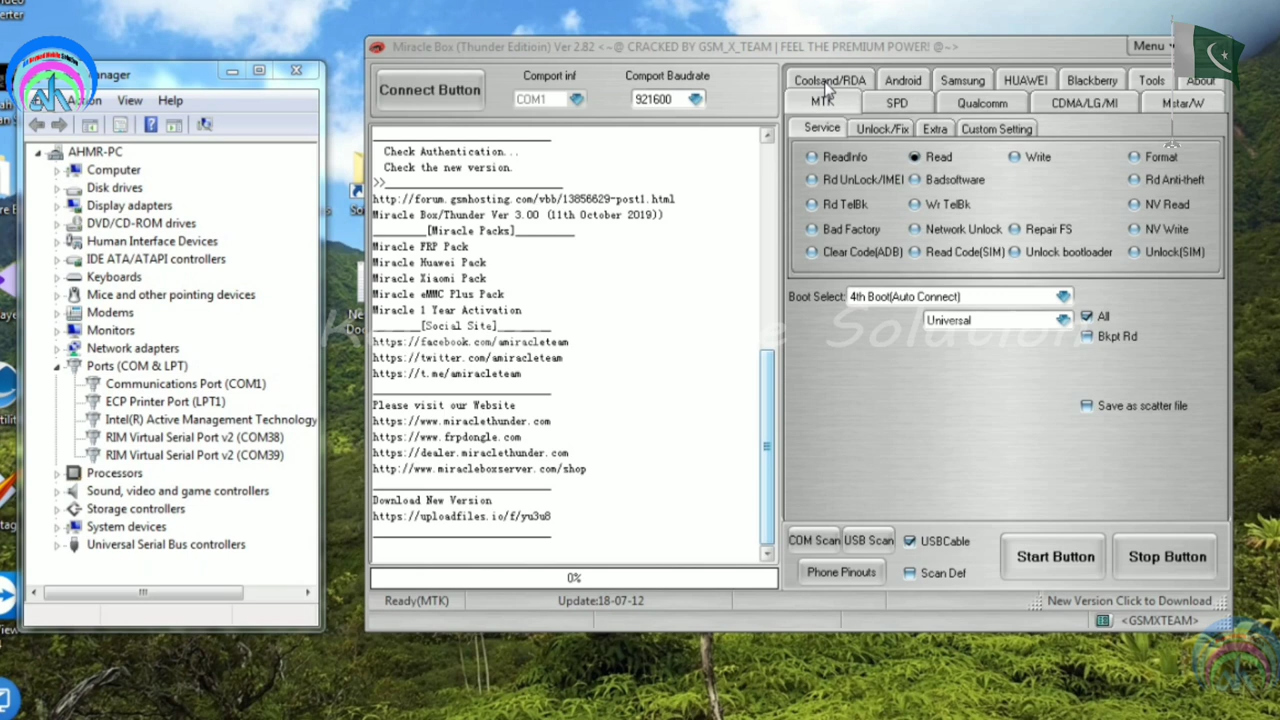 Miracle Box (Thunder Editioin) Ver 2.82 <~@ CRACKED BY GSM_X_TEAM | FEEL THE PREMIUM POWER! @~>
Menu
View
Help
AHMR-PC
Computer
Disk drives
Display adapters
DVD/CD-ROM drives
Human Interface Devices
IDE ATA/ATAPI controllers
Keyboards
Mice and other pointing devices
Modems
Monitors
Network adapters
Ports (COM & LPT)
Communications Port (COM1)
ECP Printer Port (LPT1)
Intel(R) Active Management Technology
RIM Virtual Serial Port v2 (COM38)
RIM Virtual Serial Port v2 (COM39)
Processors
Sound, video and game controllers
Storage controllers
System devices
Universal Serial Bus controllers
Connect Button
Comport inf
Comport Baudrate
COM1
921600
Check Authentication...
Check the new version.
>>
http://forum.gsmhosting.com/vbb/13856629-post1.html
Miracle Box/Thunder Ver 3.00 (11th October 2019))
[Miracle Packs]
Miracle FRP Pack
Miracle Huawei Pack
Miracle Xiaomi Pack
Miracle eMMC Plus Pack
Miracle 1 Year Activation
[Social Site]
https://facebook.com/amiracleteam
https://twitter.com/amiracleteam
https://t.me/amiracleteam
Please visit our Website
https://www.miraclethunder.com
https://www.frpdongle.com
https://dealer.miraclethunder.com
http://www.miracleboxserver.com/shop
Download New Version
https://uploadfiles.io/f/yu3u8
0%
Ready(MTK)
Update:18-07-12
Coolsand/RDA Android Samsung HUAWEI Blackberry Tools About
MTK SPD Qualcomm CDMA/LG/MI Mstar/W
Service Unlock/Fix Extra Custom Setting
ReadInfo Read Write Format
Rd UnLock/IMEI Badsoftware Rd Anti-theft
Rd TelBk Wr TelBk NV Read
Bad Factory Network Unlock Repair FS NV Write
Clear Code(ADB) Read Code(SIM) Unlock bootloader Unlock(SIM)
Boot Select: 4th Boot(Auto Connect)
Universal All
Bkpt Rd
Solution
Save as scatter file
COM Scan USB Scan USBCable
Start Button Stop Button
Phone Pinouts Scan Def
New Version Click to Download
<GSMXTEAM>